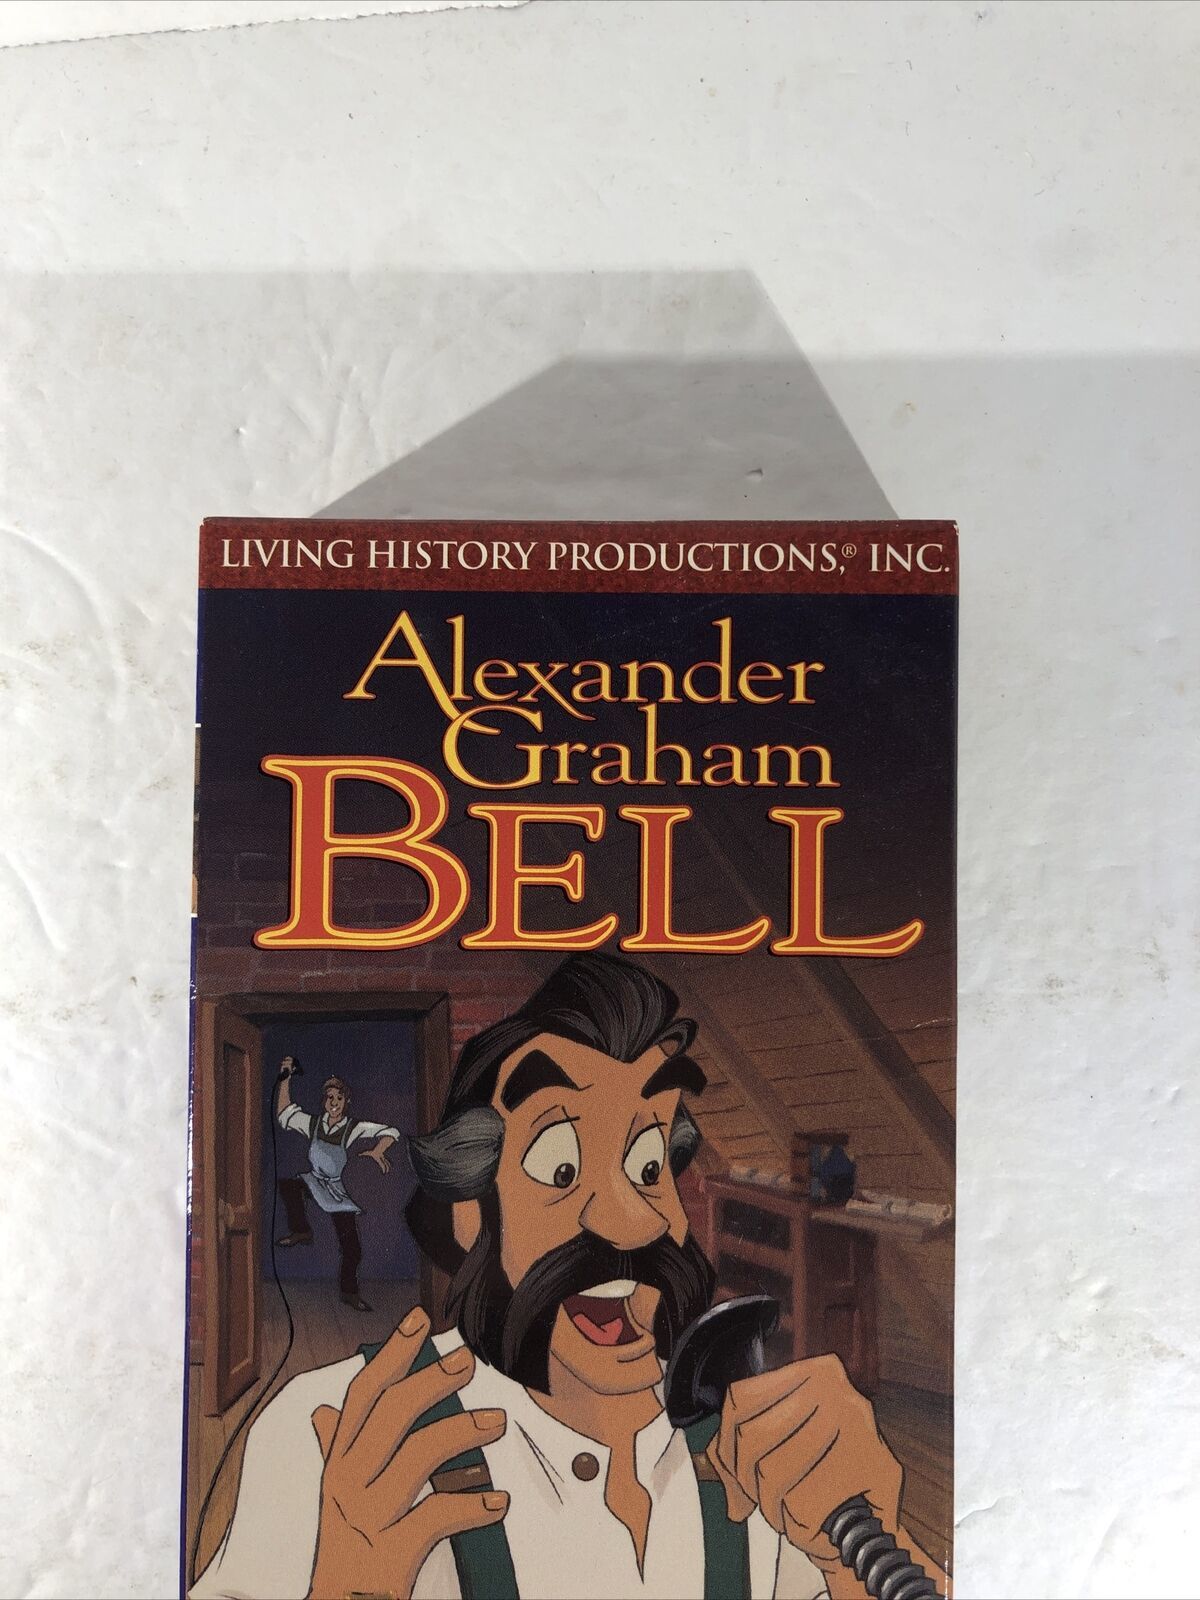 LIVING HISTORY PRODUCTIONS,® INC.
Alexander
Graham
BELL